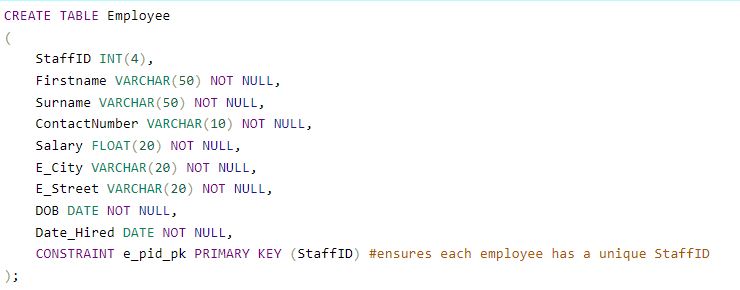 CREATE TABLE Employee
(
    StaffID INT(4),
    Firstname VARCHAR(50) NOT NULL,
    Surname VARCHAR(50) NOT NULL,
    ContactNumber VARCHAR(10) NOT NULL,
    Salary FLOAT(20) NOT NULL,
    E_City VARCHAR(20) NOT NULL,
    E_Street VARCHAR(20) NOT NULL,
    DOB DATE NOT NULL,
    Date_Hired DATE NOT NULL,
    CONSTRAINT e_pid_pk PRIMARY KEY (StaffID) #ensures each employee has a unique StaffID
);